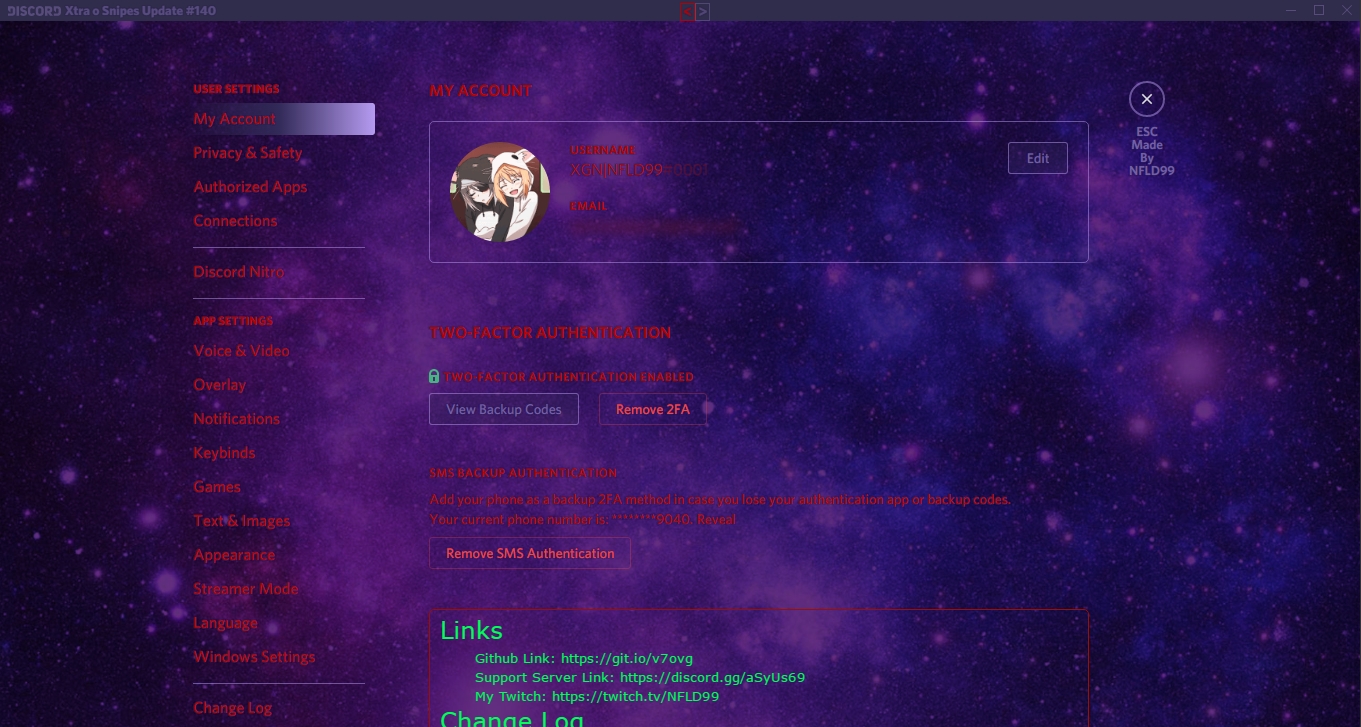 DISCORD Xtra o Snipes Update #140
< >
USER SETTINGS
My Account
Privacy & Safety
Authorized Apps
Connections
Discord Nitro
APP SETTINGS
Voice & Video
Overlay
Notifications
Keybinds
Games
Text & Images
Appearance
Streamer Mode
Language
Windows Settings
Change Log
MY ACCOUNT
USERNAME
XGN|NFLD99#0001
EMAIL
Edit
ESC
Made
By
NFLD99
TWO-FACTOR AUTHENTICATION
TWO-FACTOR AUTHENTICATION ENABLED
View Backup Codes
Remove 2FA
SMS BACKUP AUTHENTICATION
Add your phone as a backup 2FA method in case you lose your authentication app or backup codes.
Your current phone number is: ********9040. Reveal
Remove SMS Authentication
Links
Github Link: https://git.io/v7ovg
Support Server Link: https://discord.gg/aSyUs69
My Twitch: https://twitch.tv/NFLD99
Change Log